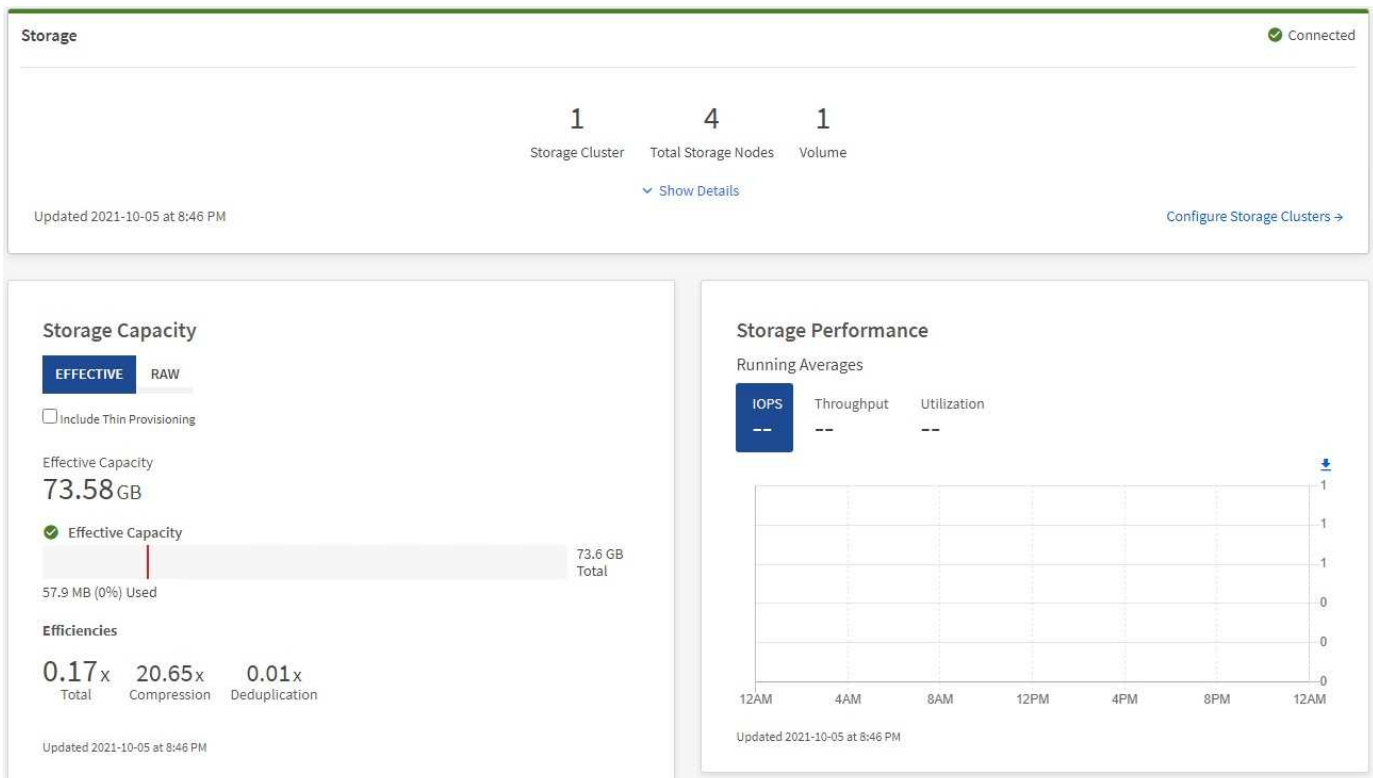 Storage
Connected
1 4 1
Storage Cluster Total Storage Nodes Volume
Show Details
Updated 2021-10-05 at 8:46 PM
Configure Storage Clusters →
Storage Capacity
EFFECTIVE RAW
Include Thin Provisioning
Effective Capacity
73.58 GB
Effective Capacity
73.6 GB
Total
57.9 MB (0%) Used
Efficiencies
0.17x 20.65x 0.01x
Total Compression Deduplication
Updated 2021-10-05 at 8:46 PM
Storage Performance
Running Averages
IOPS Throughput Utilization
-- -- --
1
1
1
0
0
0
12AM 4AM 8AM 12PM 4PM 8PM 12AM
Updated 2021-10-05 at 8:46 PM